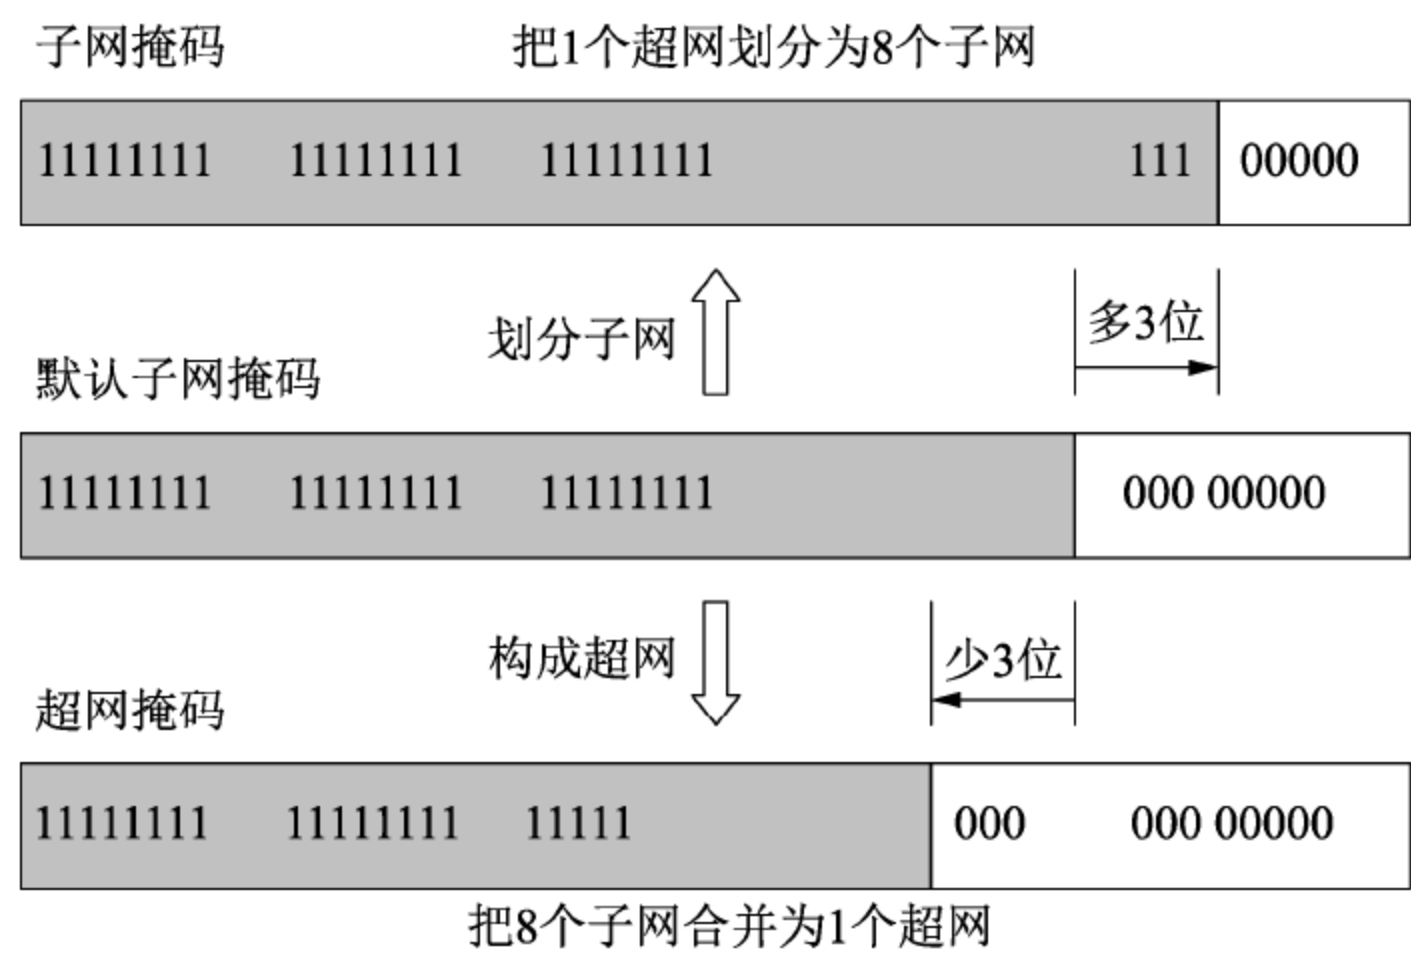 子网掩码 把1个超网划分为8个子网
11111111 11111111 11111111 111 00000
划分子网 多3位
默认子网掩码
11111111 11111111 11111111 000 00000
构成超网 少3位
超网掩码
11111111 11111111 11111 000 000 00000
把8个子网合并为1个超网